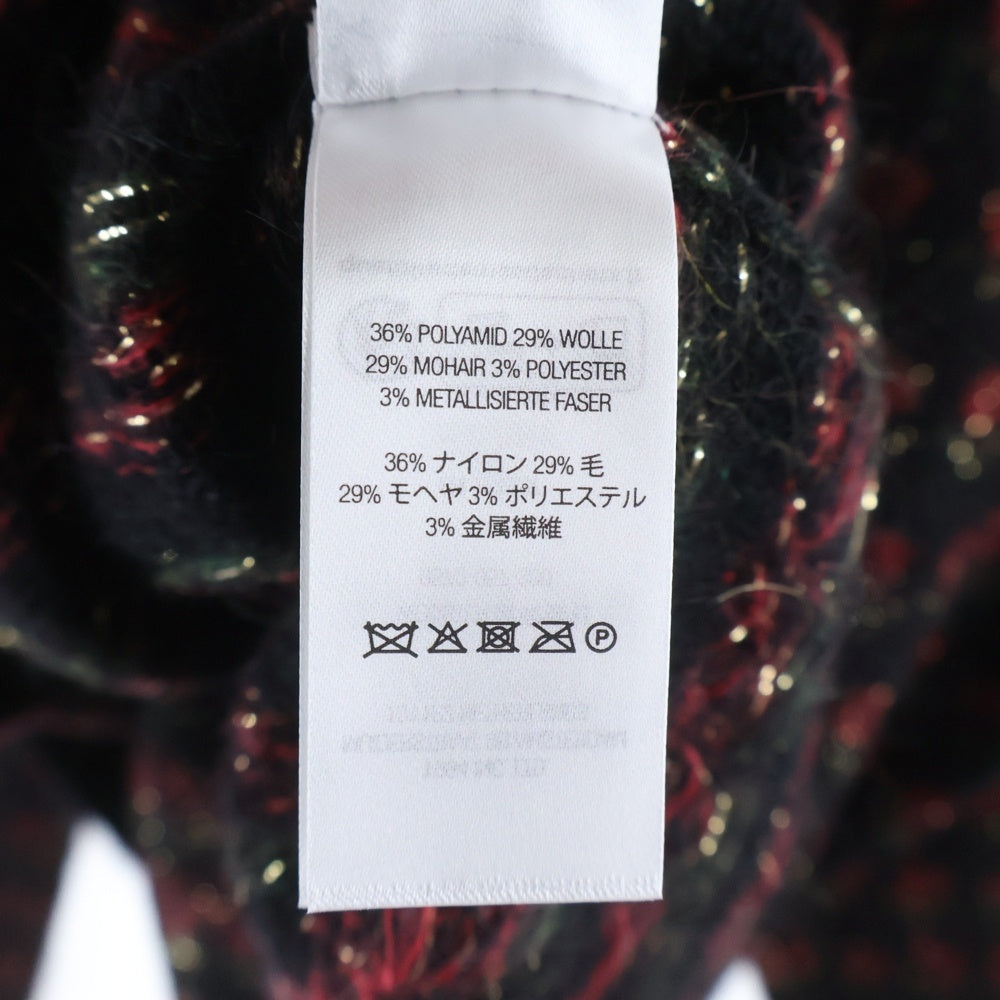 36% POLYAMID 29% WOLLE
29% MOHAIR 3% POLYESTER
3% METALLISIERTE FASER
36% ナイロン 29% 毛
29% モヘヤ 3% ポリエステル
3% 金属繊維
P